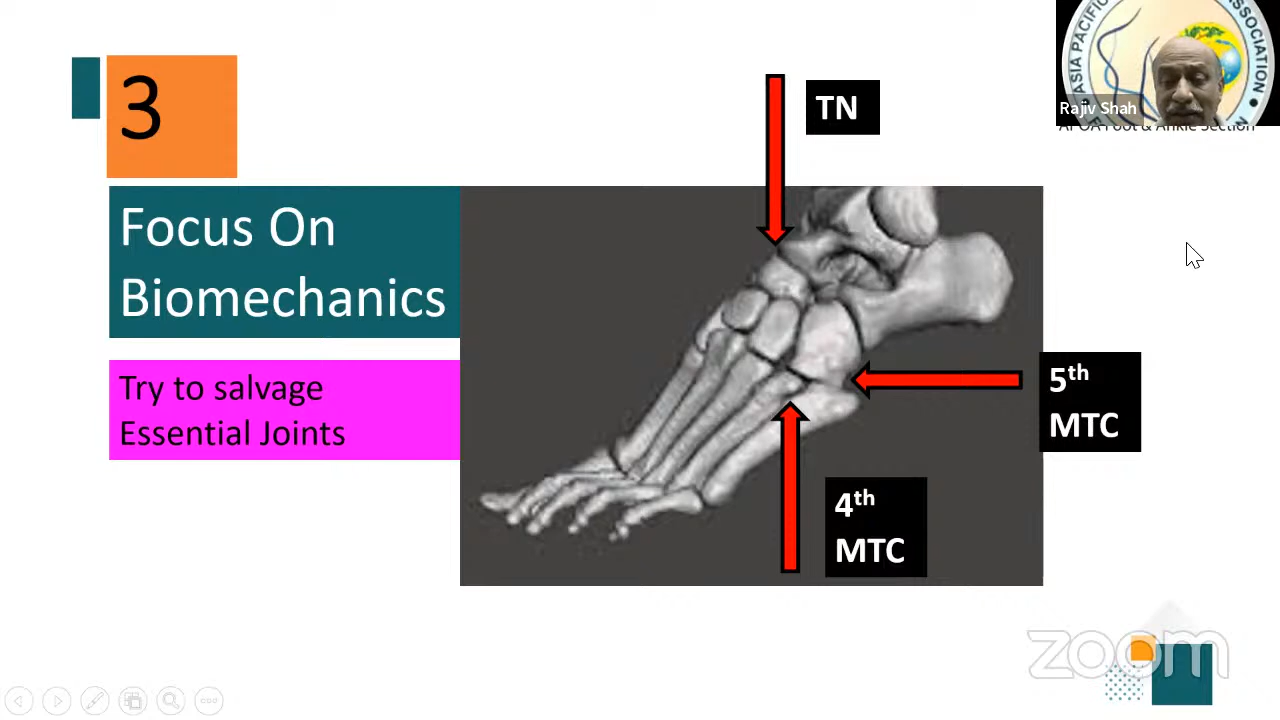 3
TN
Focus On
Biomechanics
Try to salvage
Essential Joints
5th
MTC
4th
MTC
ASIA PACIFIC
ASSOCIATION
Rajiv Shah
APOA Foot & Ankle Section
zoom